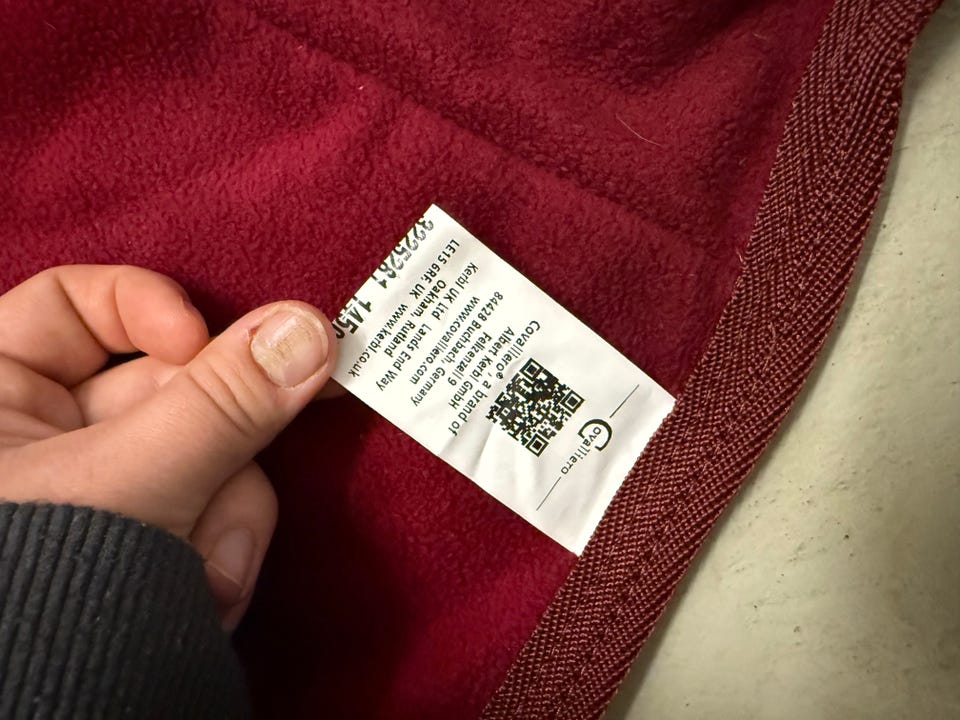 Covalliero
Covalliero® a brand of
Albert Kerbl GmbH
Felizenzell 9
84428 Buchbach, Germany
www.covalliero.com
Kerbl UK Ltd Lands End Way
Oakham, Rutland
LE15 6RF, UK www.kerbl.co.uk